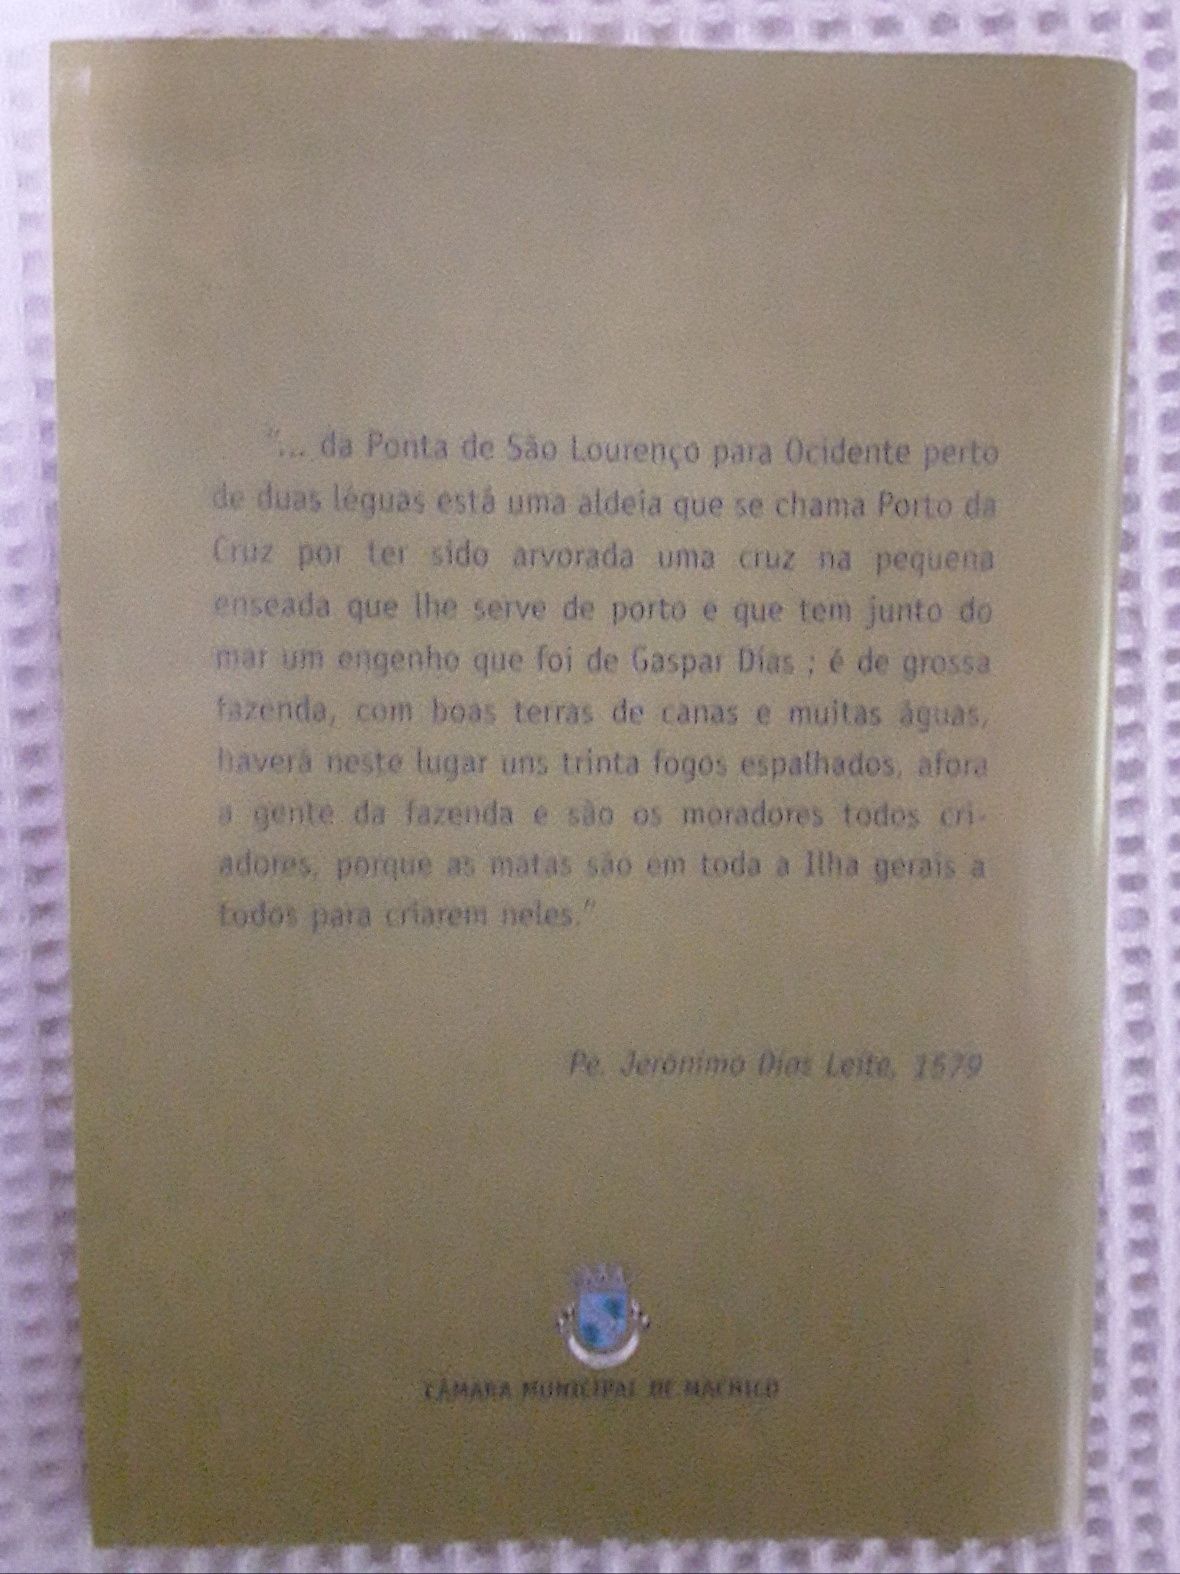 "... da Ponta de São Lourenço para Ocidente perto
de duas léguas está uma aldeia que se chama Porto da
Cruz por ter sido arvorada uma cruz na pequena
enseada que lhe serve de porto e que tem junto do
mar um engenho que foi de Gaspar Dias ; é de grossa
fazenda, com boas terras de canas e muitas águas,
haverá neste lugar uns trinta fogos espalhados, afora
a gente da fazenda e são os moradores todos cri-
adores, porque as matas são em toda a Ilha gerais a
todos para criarem neles."
Pe. Jerónimo Dias Leite, 1579
CÂMARA MUNICIPAL DE MACHICO